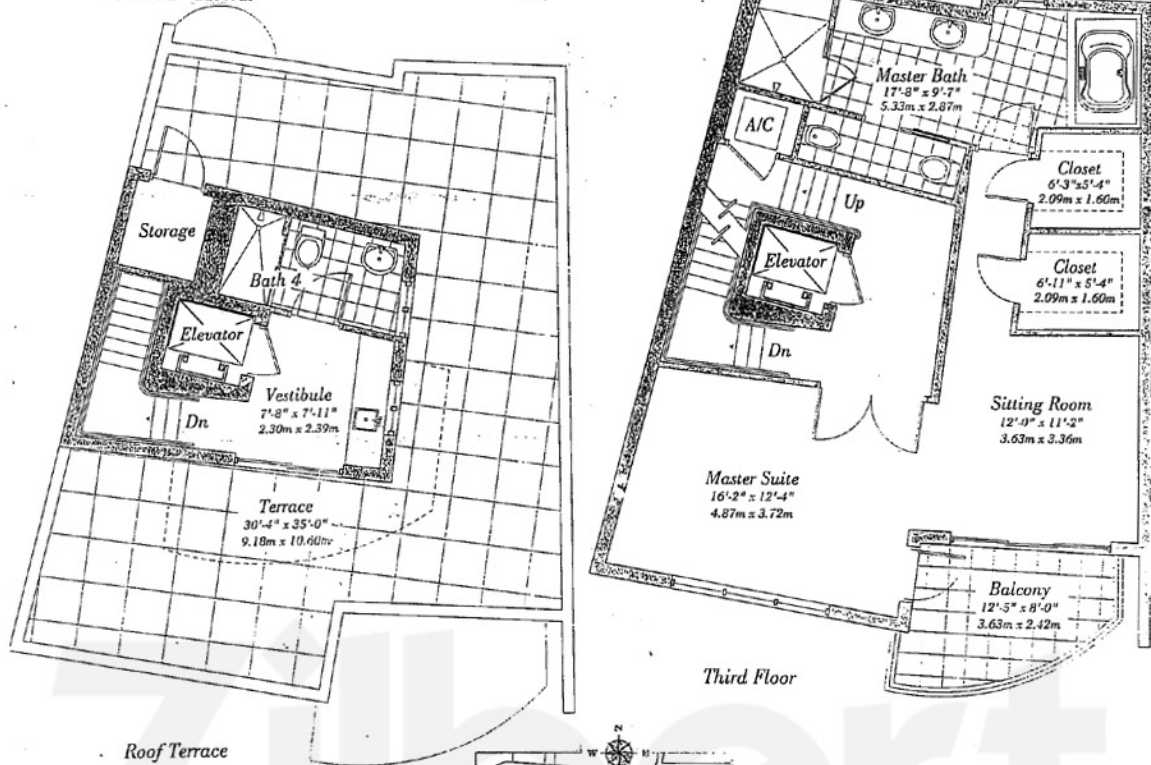 Storage
Bath 4
Elevator
Vestibule
7'-8" x 7'-11"
2.30m x 2.39m
Dn
Terrace
30'-4" x 35'-0"
9.18m x 10.60m
Roof Terrace
Master Bath
17'-8" x 9'-7"
5.33m x 2.87m
A/C
Closet
6'-3"x5'-4"
2.09m x 1.60m
Up
Elevator
Closet
6'-11" x 5'-4"
2.09m x 1.60m
Dn
Sitting Room
12'-0" x 11'-2"
3.63m x 3.36m
Master Suite
16'-2" x 12'-4"
4.87m x 3.72m
Balcony
12'-5" x 8'-0"
3.63m x 2.42m
Third Floor
N
W E
Zilbert